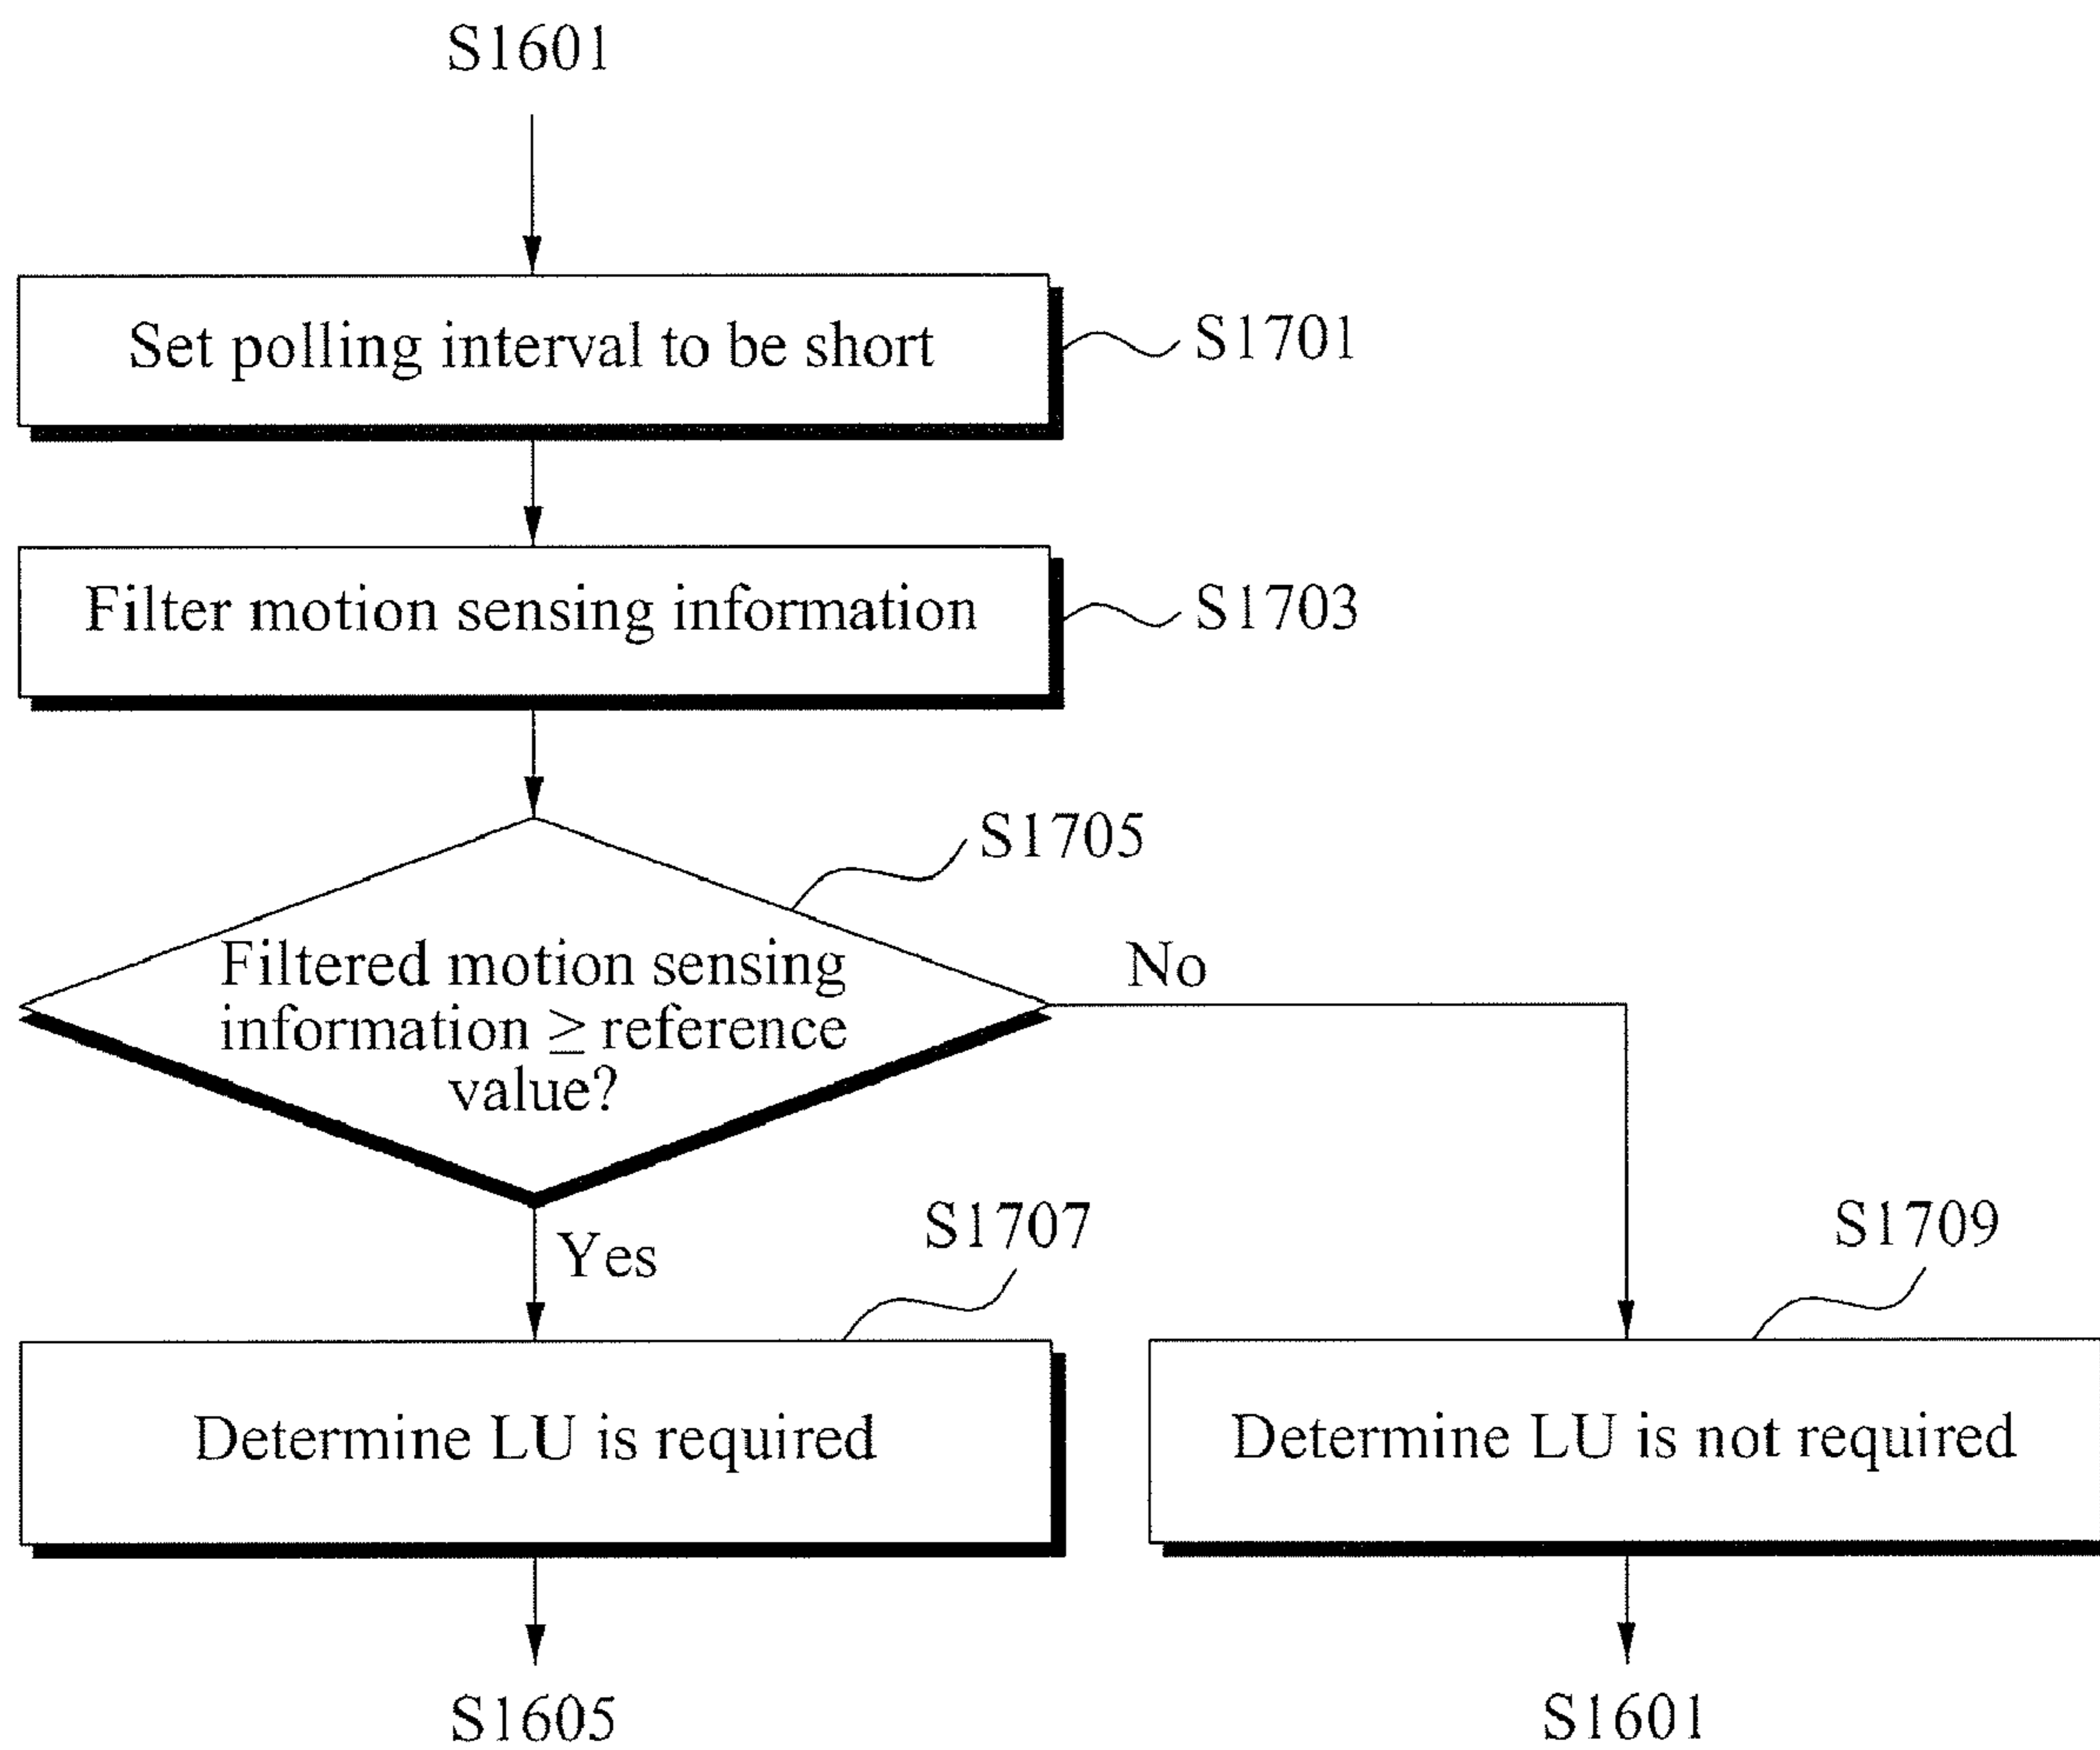 S1601
Set polling interval to be short
S1701
Filter motion sensing information
S1703
S1705
Filtered motion sensing
information ≥ reference
value?
No
Yes
S1707
S1709
Determine LU is required
Determine LU is not required
S1605
S1601